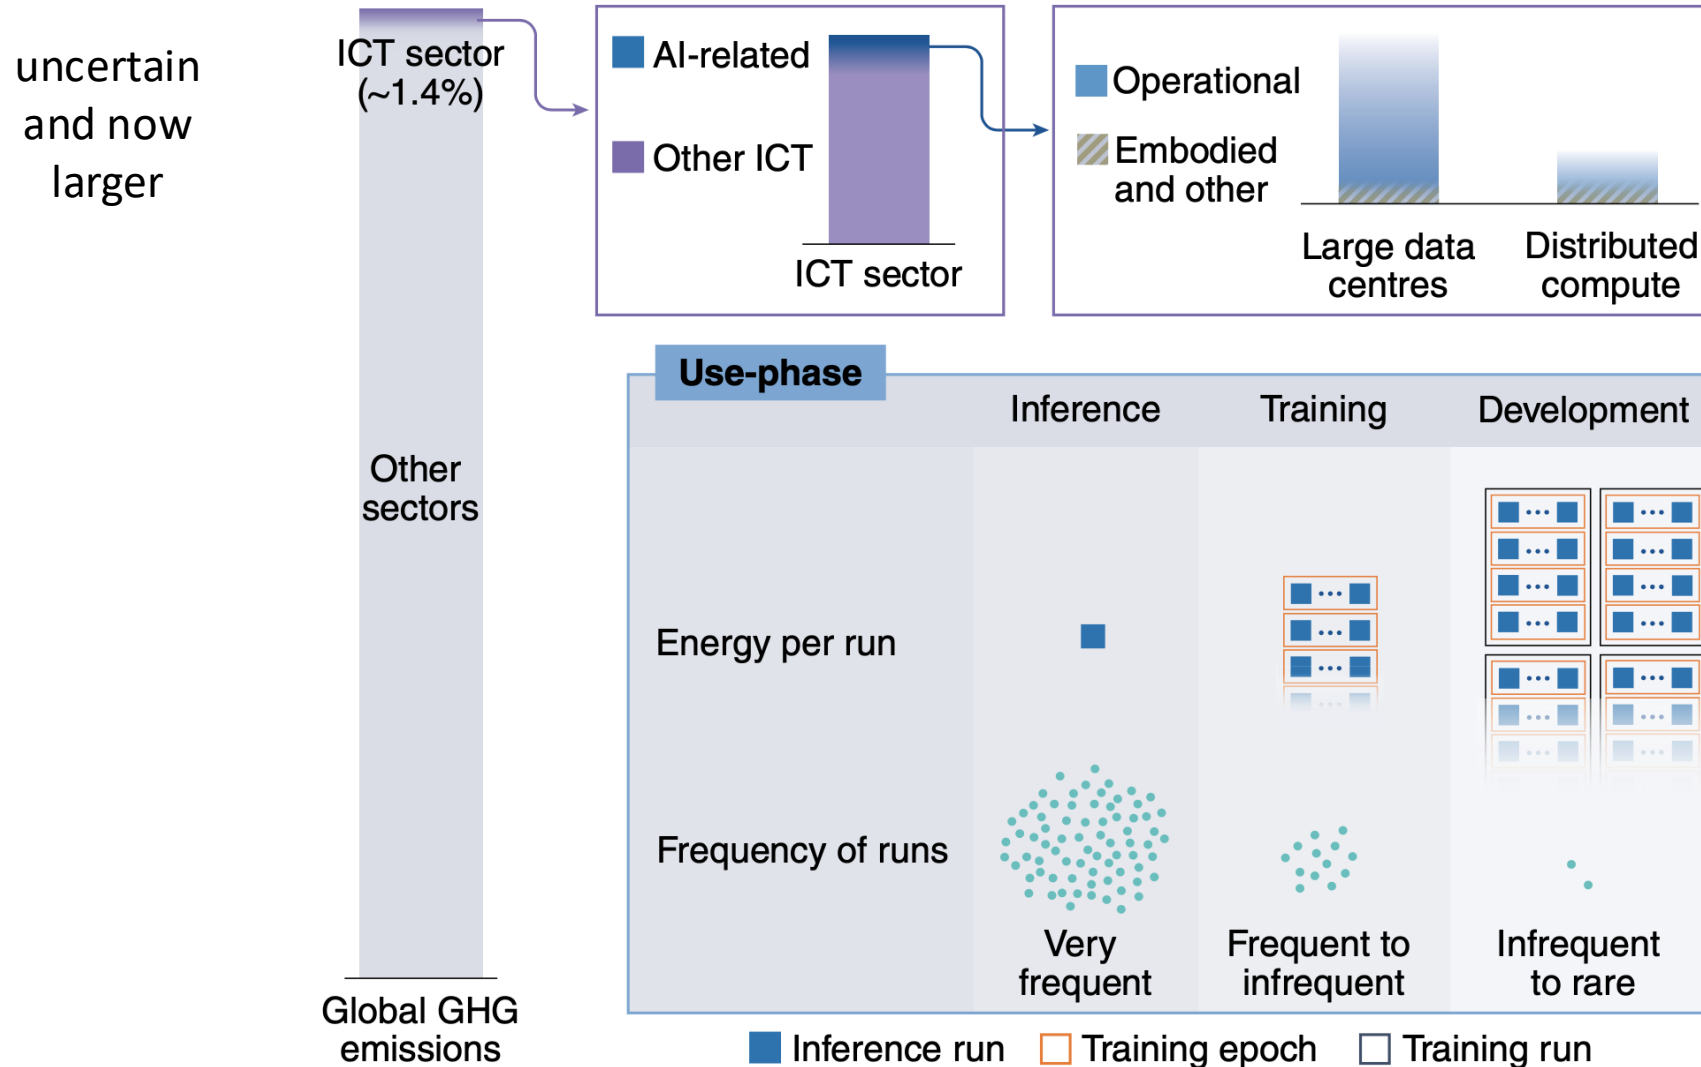 uncertain
and now
larger
ICT sector
(~1.4%)
Other
sectors
Global GHG
emissions
AI-related
Other ICT
ICT sector
Operational
Embodied
and other
Large data
centres
Distributed
compute
Use-phase
Inference Training Development
Energy per run
Frequency of runs
Very
frequent
Frequent to
infrequent
Infrequent
to rare
Inference run Training epoch Training run